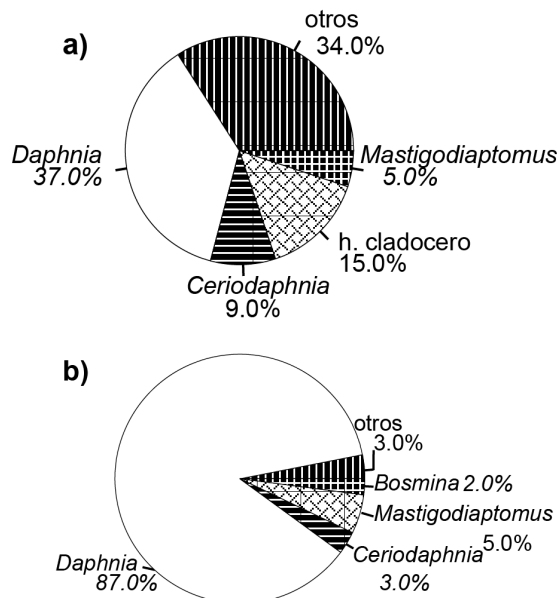 a)
otros
34.0%
Daphnia
37.0%
Mastigodiaptomus
5.0%
h. cladocero
15.0%
Ceriodaphnia
9.0%
b)
otros
3.0%
Bosmina 2.0%
Mastigodiaptomus
5.0%
Ceriodaphnia
3.0%
Daphnia
87.0%